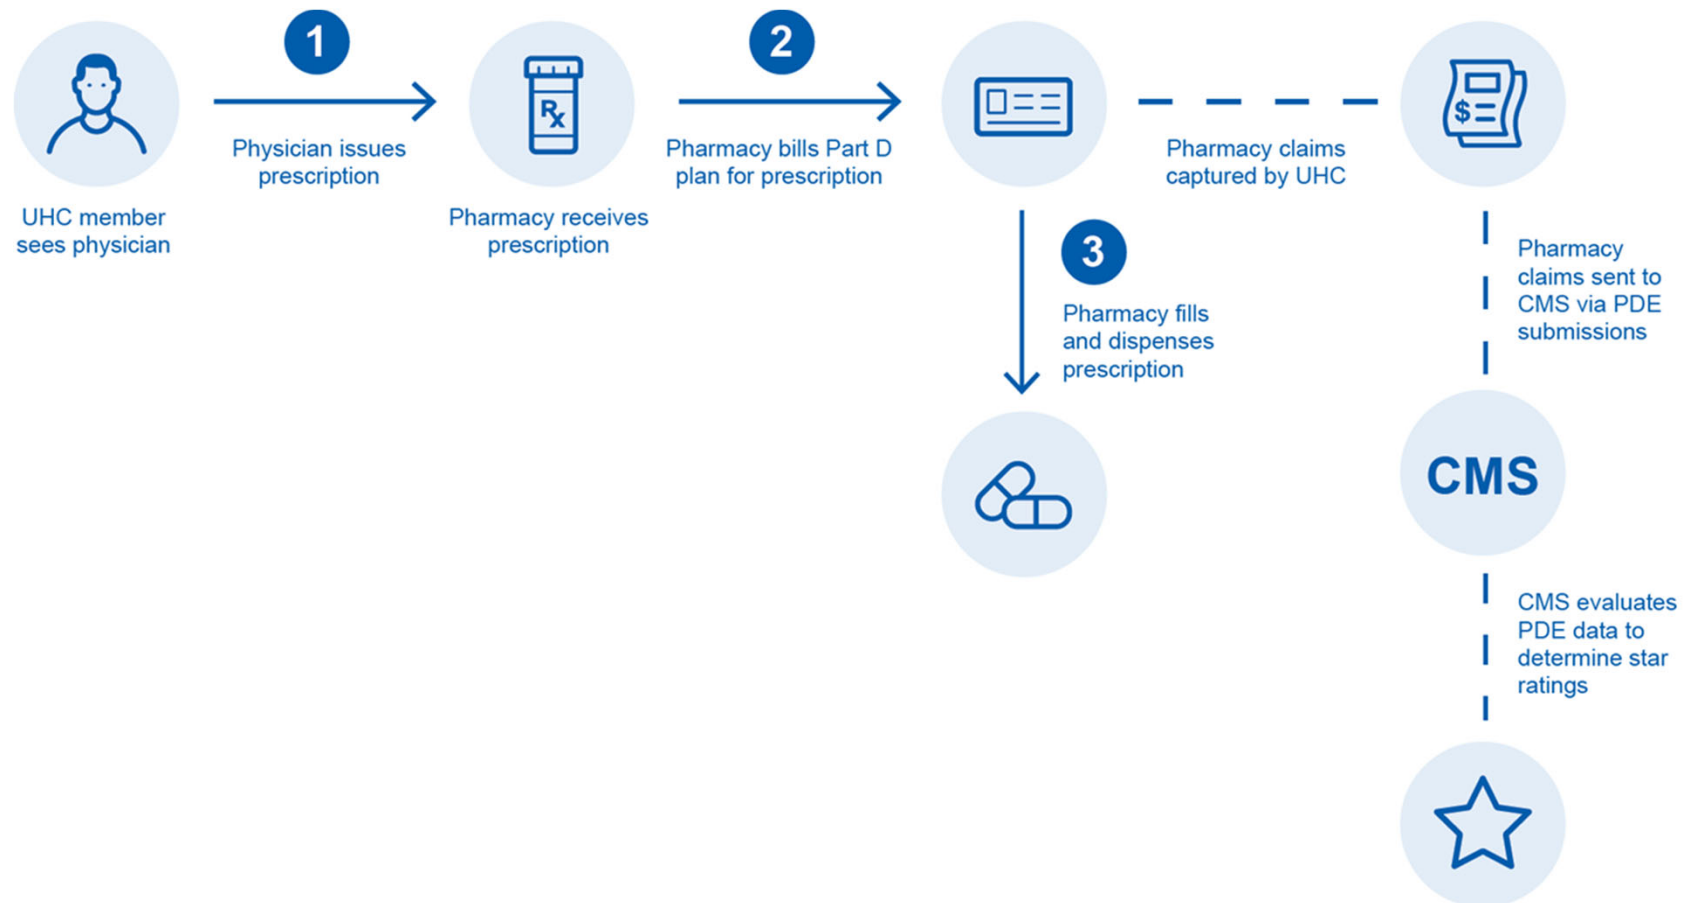 1
Physician issues
prescription
UHC member
sees physician
Rx
Pharmacy receives
prescription
2
Pharmacy bills Part D
plan for prescription
3
Pharmacy fills
and dispenses
prescription
Pharmacy claims
captured by UHC
$
Pharmacy
claims sent to
CMS via PDE
submissions
CMS
CMS evaluates
PDE data to
determine star
ratings